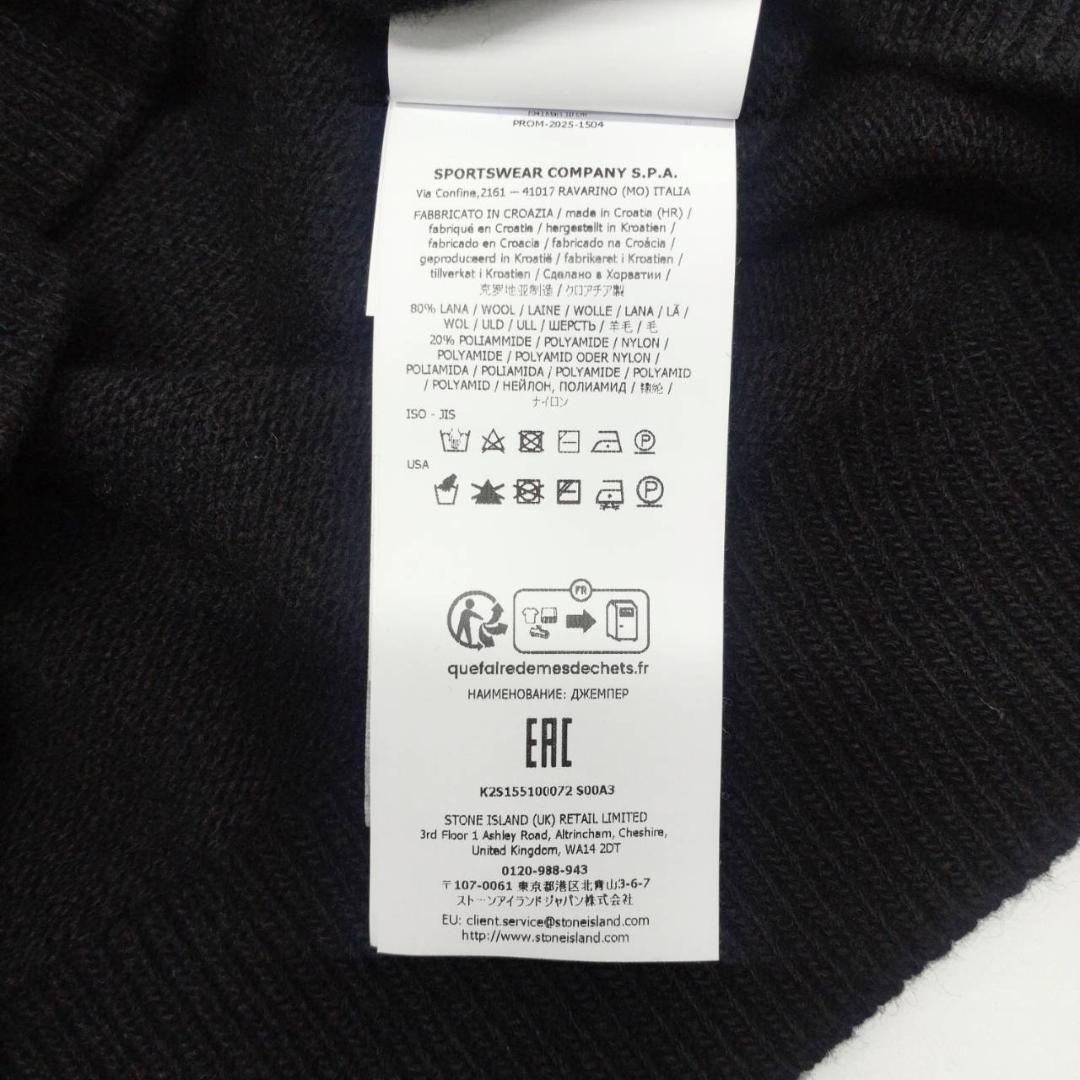 PROM-2025-1504
SPORTSWEAR COMPANY S.P.A.
Via Confine,2161 – 41017 RAVARINO (MO) ITALIA
FABBRICATO IN CROAZIA / made in Croatia (HR) /
fabriqué en Croatie / hergestellt in Kroatien /
fabricado en Croacia / fabricado na Croácia /
geproduceerd in Kroatië / fabrikeret i Kroatien /
tillverkat i Kroatien / Сделано в Хорватии /
克罗地亚制造 / クロアチア製
80% LANA / WOOL / LAINE / WOLLE / LANA / LÃ /
WOL / ULD / ULL / ШЕРСТЬ / 羊毛 / 毛
20% POLIAMMIDE / POLYAMIDE / NYLON /
POLYAMIDE / POLYAMID ODER NYLON /
POLIAMIDA / POLIAMIDA / POLYAMIDE / POLYAMID
/ POLYAMID / НЕЙЛОН, ПОЛИАМИД / 锦纶 /
ナイロン
ISO - JIS
P
USA
P
FR
quefairedemesdechets.fr
НАИМЕНОВАНИЕ: ДЖЕМПЕР
EAC
K2S155100072 S00A3
STONE ISLAND (UK) RETAIL LIMITED
3rd Floor 1 Ashley Road, Altrincham, Cheshire,
United Kingdom, WA14 2DT
0120-988-943
〒107-0061 東京都港区北青山3-6-7
ストーンアイランドジャパン株式会社
EU: client.service@stoneisland.com
http://www.stoneisland.com